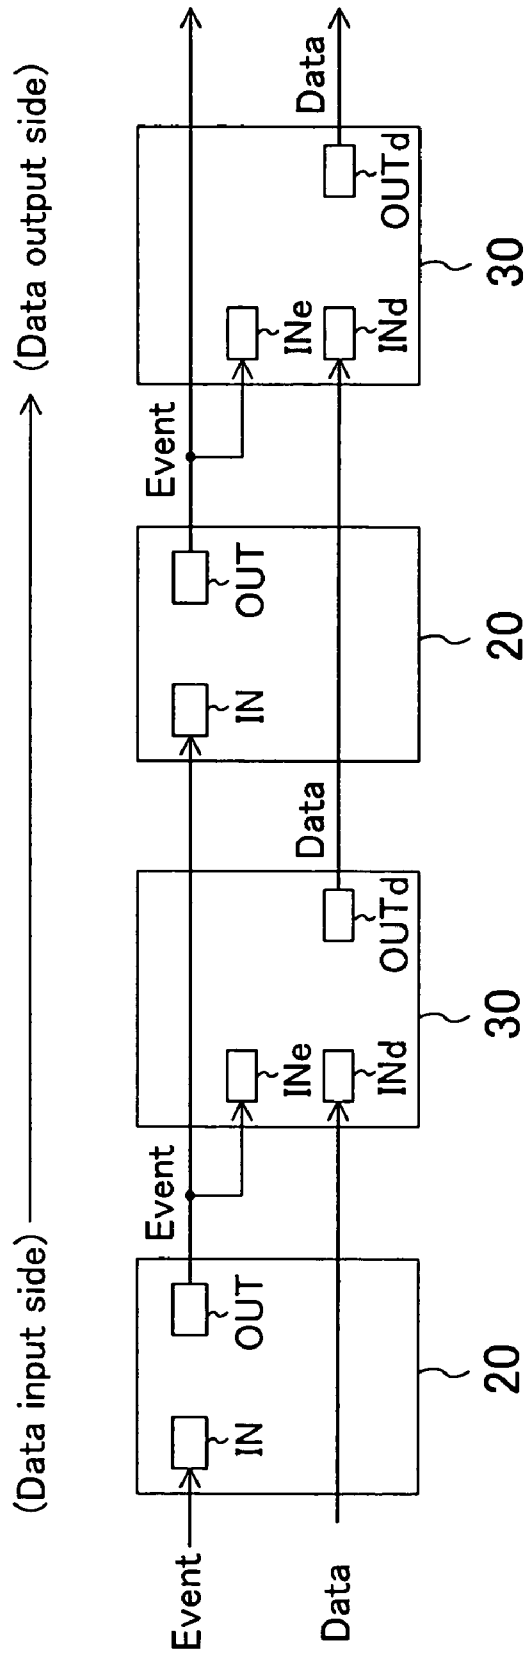 (Data input side)
(Data output side)
Event
Event
Event
IN
OUT
INe
IN
OUT
INe
Data
Data
Data
INd
OUTd
INd
OUTd
20
30
20
30